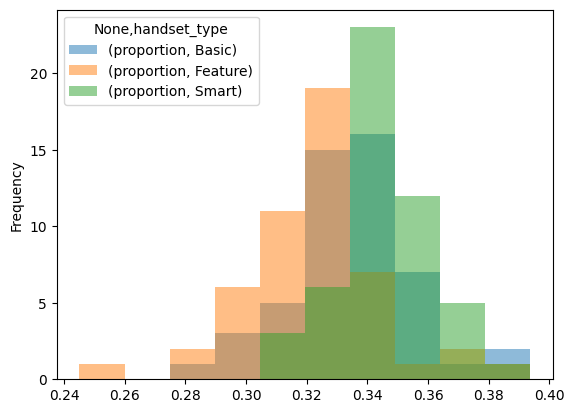 None,handset_type
(proportion, Basic)
(proportion, Feature)
(proportion, Smart)
Frequency
20
15
10
5
0
0.24 0.26 0.28 0.30 0.32 0.34 0.36 0.38 0.40